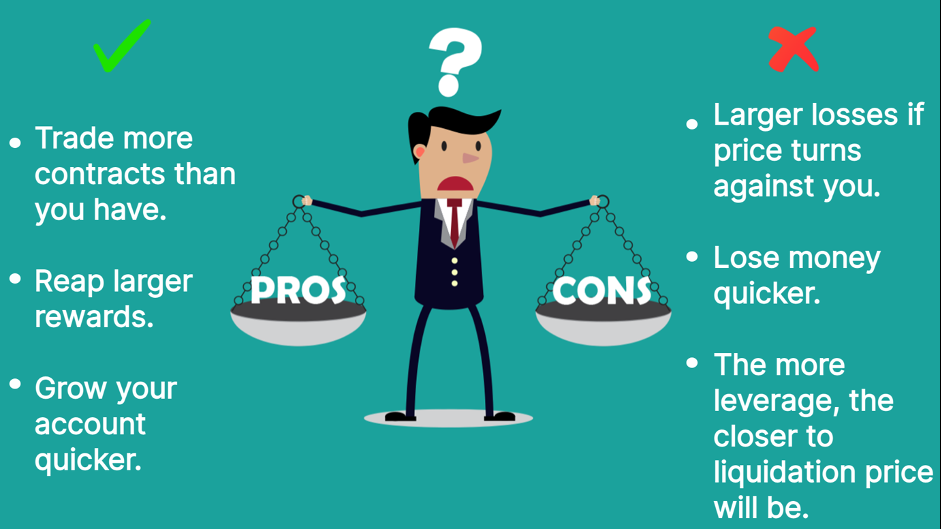 ?
• Trade more
contracts than
you have.
• Reap larger
rewards.
• Grow your
account
quicker.
PROS
CONS
• Larger losses if
price turns
against you.
• Lose money
quicker.
• The more
leverage, the
closer to
liquidation price
will be.